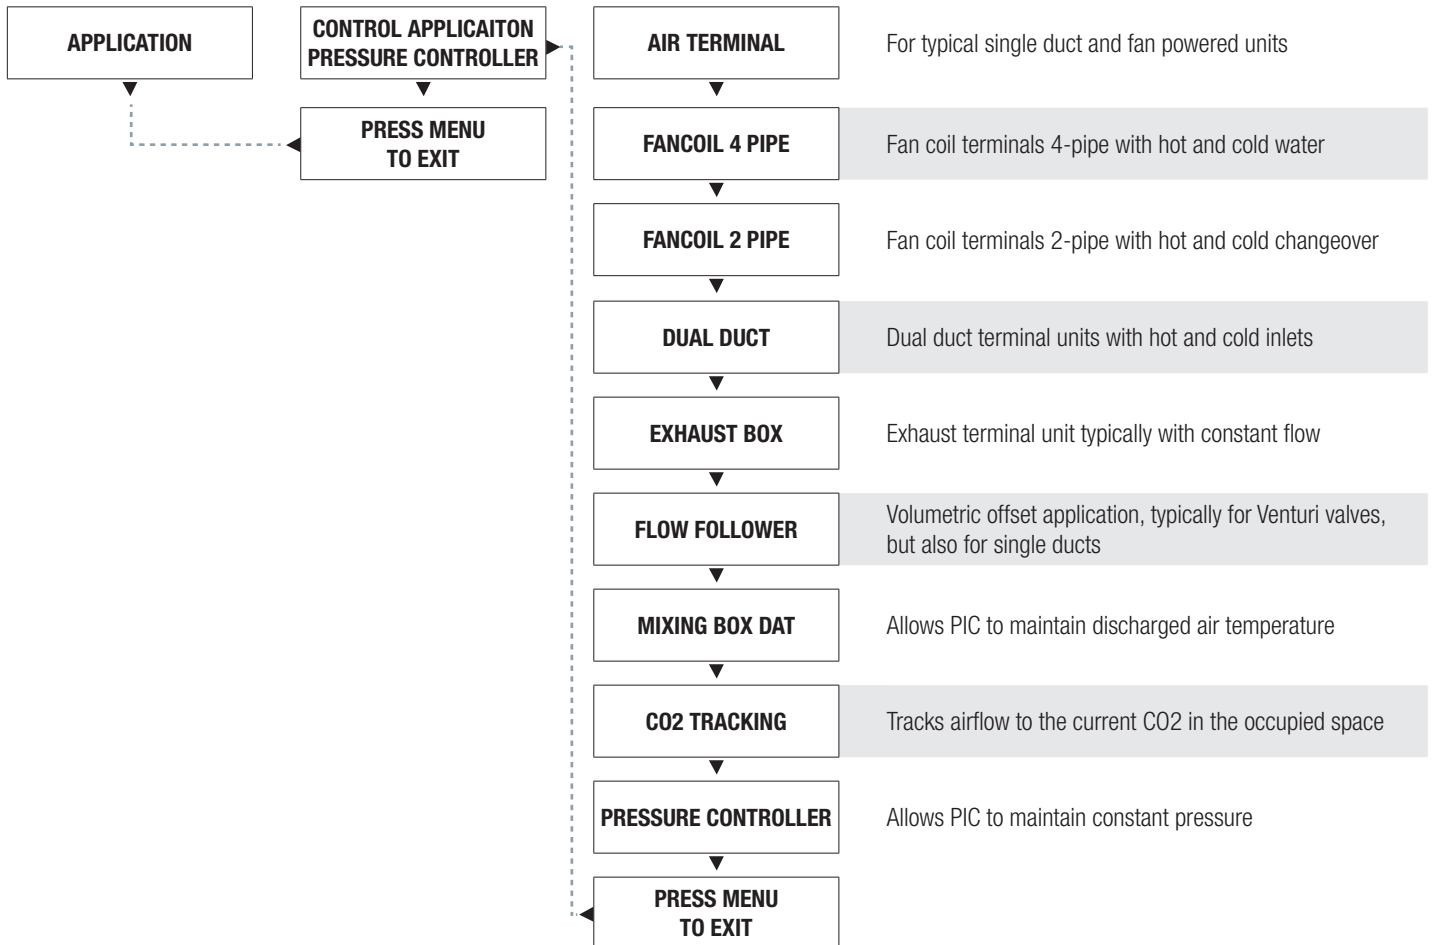 APPLICATION
CONTROL APPLICAITON
PRESSURE CONTROLLER
PRESS MENU
TO EXIT
AIR TERMINAL
For typical single duct and fan powered units
FANCOIL 4 PIPE
Fan coil terminals 4-pipe with hot and cold water
FANCOIL 2 PIPE
Fan coil terminals 2-pipe with hot and cold changeover
DUAL DUCT
Dual duct terminal units with hot and cold inlets
EXHAUST BOX
Exhaust terminal unit typically with constant flow
FLOW FOLLOWER
Volumetric offset application, typically for Venturi valves,
but also for single ducts
MIXING BOX DAT
Allows PIC to maintain discharged air temperature
CO2 TRACKING
Tracks airflow to the current CO2 in the occupied space
PRESSURE CONTROLLER
Allows PIC to maintain constant pressure
PRESS MENU
TO EXIT